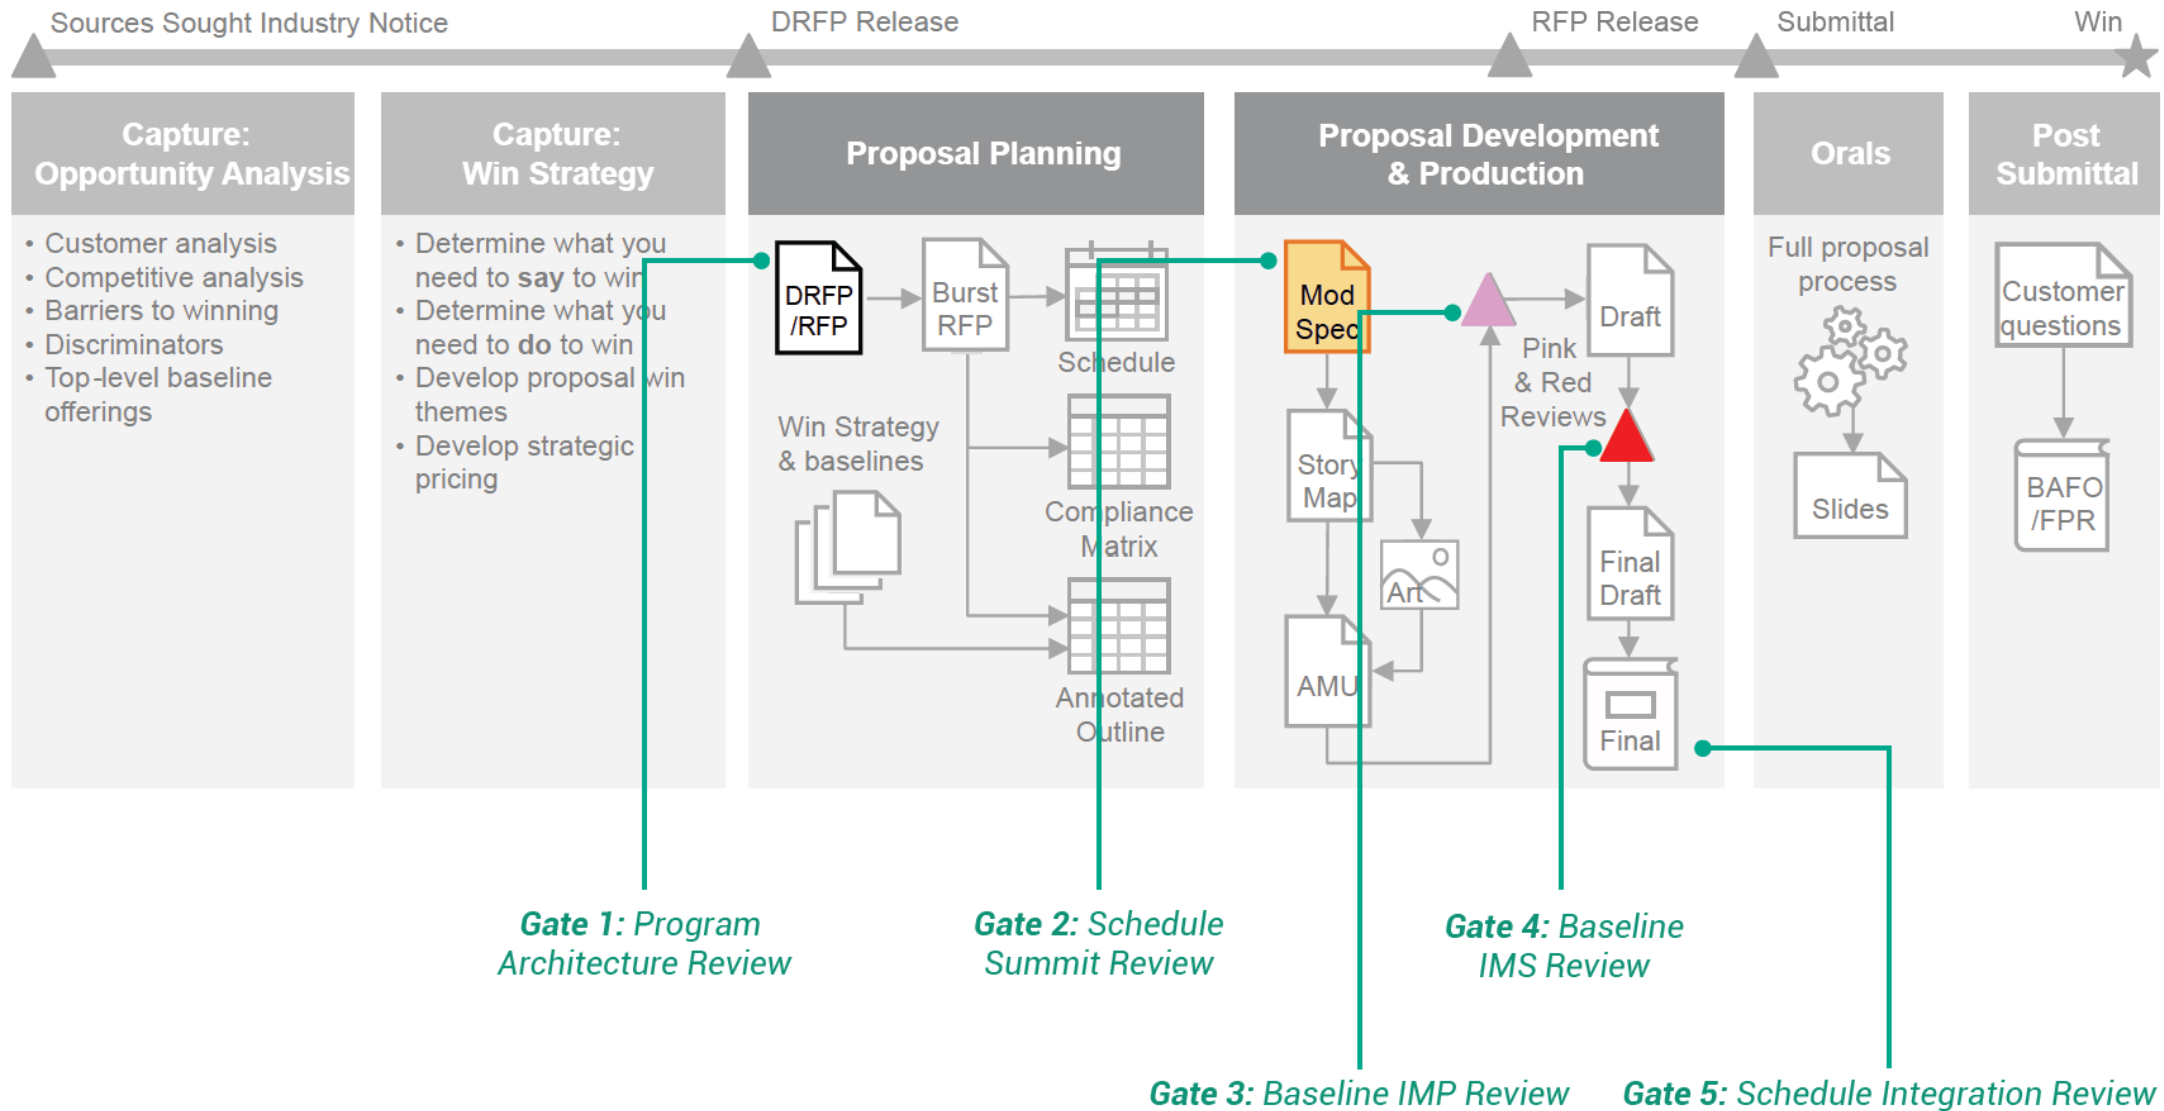 Sources Sought Industry Notice
DRFP Release
RFP Release
Submittal
Win
Capture:
Opportunity Analysis
• Customer analysis
• Competitive analysis
• Barriers to winning
• Discriminators
• Top-level baseline
offerings
Capture:
Win Strategy
• Determine what you
need to say to win
• Determine what you
need to do to win
• Develop proposal win
themes
• Develop strategic
pricing
Proposal Planning
DRFP
/RFP
Burst
RFP
Schedule
Win Strategy
& baselines
Compliance
Matrix
Annotated
Outline
Proposal Development
& Production
Mod
Spec
Story
Map
Art
AMU
Pink
& Red
Reviews
Draft
Final
Draft
Final
Orals
Full proposal
process
Slides
Post
Submittal
Customer
questions
BAFO
/FPR
Gate 1: Program
Architecture Review
Gate 2: Schedule
Summit Review
Gate 4: Baseline
IMS Review
Gate 3: Baseline IMP Review
Gate 5: Schedule Integration Review